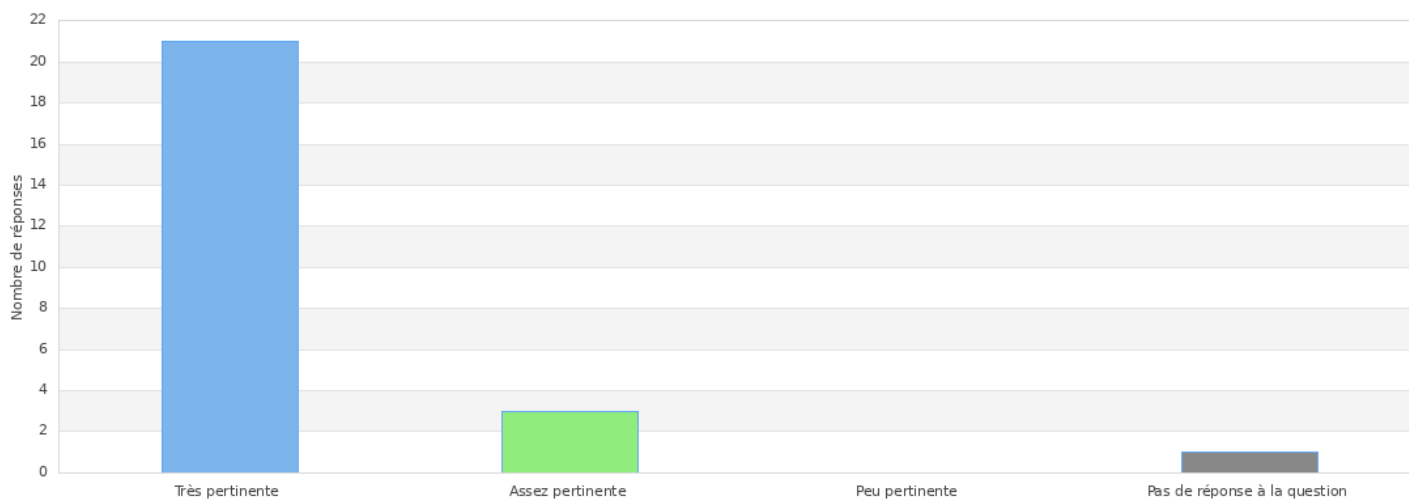 Nombre de réponses
22
20
18
16
14
12
10
8
6
4
2
0
Très pertinente
Assez pertinente
Peu pertinente
Pas de réponse à la question